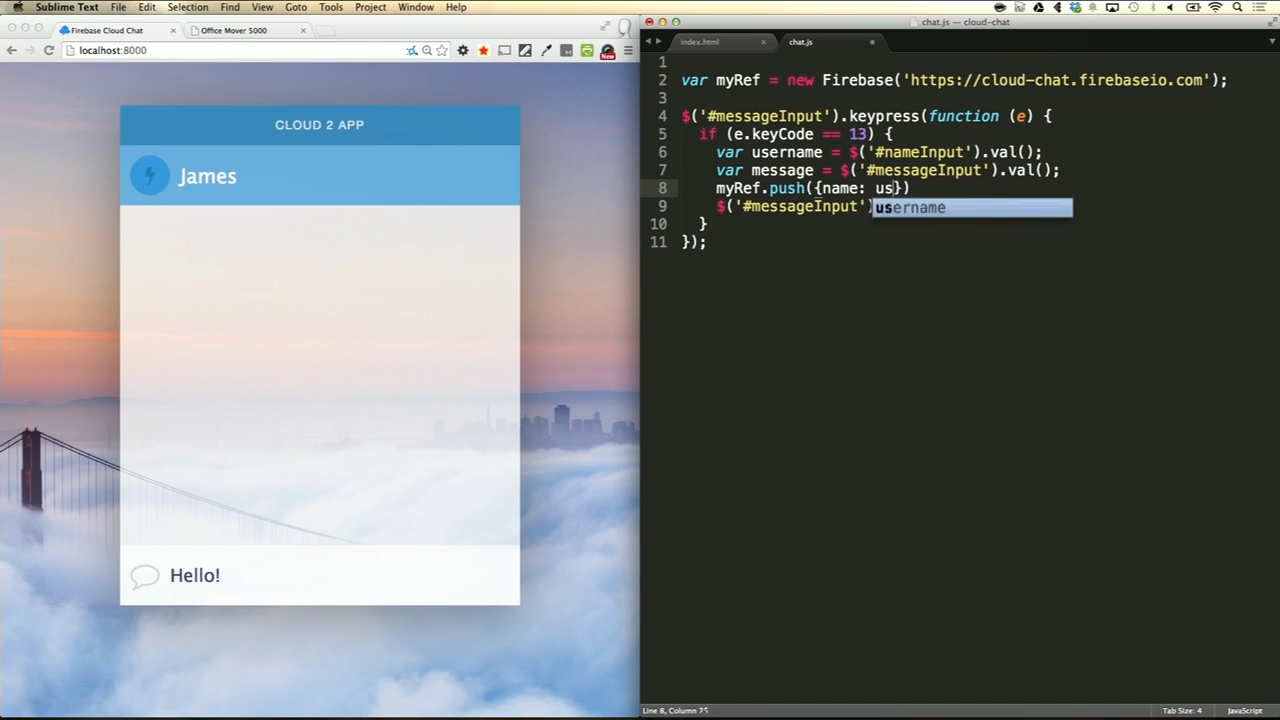 Sublime Text File Edit Selection Find View Goto Tools Project Window Help
Firebase Cloud Chat
Office Mover 5000
localhost:8000
New
CLOUD 2 APP
James
Hello!
chat.js — cloud-chat
index.html
chat.js
1
2 var myRef = new Firebase('https://cloud-chat.firebaseio.com');
3
4 $('#messageInput').keypress(function (e) {
5 if (e.keyCode == 13) {
6 var username = $('#nameInput').val();
7 var message = $('#messageInput').val();
8 myRef.push({name: us})
9 $('#messageInput')
username
10 }
11 });
Line 8, Column 25
Tab Size: 4
JavaScript